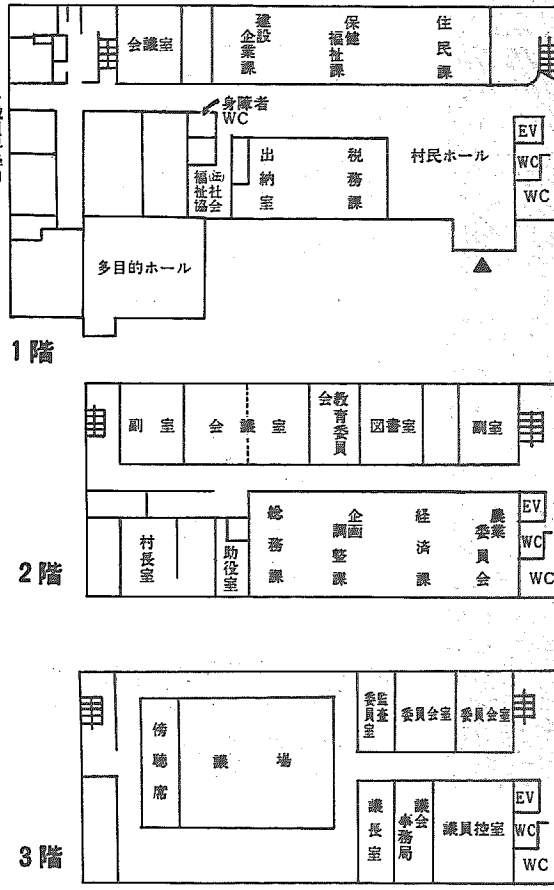 会議室
建設企業課
保健福祉課
住民課
身障者
WC
EV
WC
WC
福祉協
(法)社会
出納室
税務課
村民ホール
多目的ホール
1階
副室
会議室
教育委員会
図書室
副室
村長室
助役室
総務課
企画調整課
経済課
農業委員会
EV
WC
WC
2階
傍聴席
議場
監査委員室
委員会室
委員会室
議長室
議会事務局
議員控室
EV
WC
WC
3階